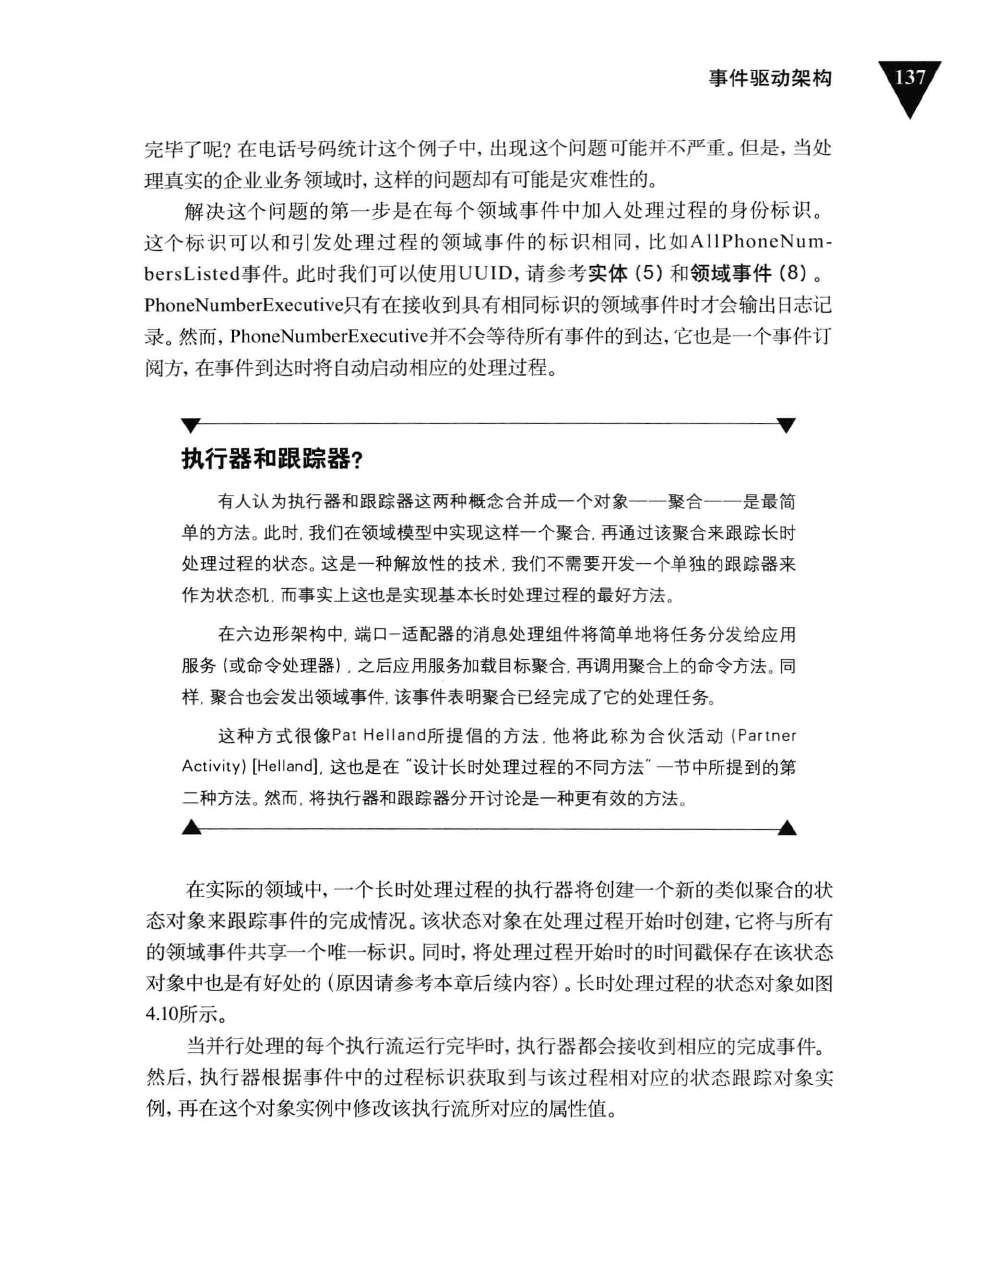 事件驱动架构
137
完毕了呢？在电话号码统计这个例子中，出现这个问题可能并不严重。但是，当处
理真实的企业业务领域时，这样的问题却有可能是灾难性的。
解决这个问题的第一步是在每个领域事件中加入处理过程的身份标识。
这个标识可以和引发处理过程的领域事件的标识相同，比如AllPhoneNum-
bersListed事件。此时我们可以使用UUID，请参考实体（5）和领域事件（8）。
PhoneNumberExecutive只有在接收到具有相同标识的领域事件时才会输出日志记
录。然而，PhoneNumberExecutive并不会等待所有事件的到达，它也是一个事件订
阅方，在事件到达时将自动启动相应的处理过程。
执行器和跟踪器？
有人认为执行器和跟踪器这两种概念合并成一个对象——聚合——是最简
单的方法。此时，我们在领域模型中实现这样一个聚合，再通过该聚合来跟踪长时
处理过程的状态。这是一种解放性的技术，我们不需要开发一个单独的跟踪器来
作为状态机，而事实上这也是实现基本长时处理过程的最好方法。
在六边形架构中，端口-适配器的消息处理组件将简单地将任务分发给应用
服务（或命令处理器），之后应用服务加载目标聚合，再调用聚合上的命令方法。同
样，聚合也会发出领域事件，该事件表明聚合已经完成了它的处理任务。
这种方式很像Pat Helland所提倡的方法，他将此称为合伙活动（Partner
Activity）[Helland]，这也是在“设计长时处理过程的不同方法”一节中所提到的第
二种方法。然而，将执行器和跟踪器分开讨论是一种更有效的方法。
在实际的领域中，一个长时处理过程的执行器将创建一个新的类似聚合的状
态对象来跟踪事件的完成情况。该状态对象在处理过程开始时创建，它将与所有
的领域事件共享一个唯一标识。同时，将处理过程开始时的时间戳保存在该状态
对象中也是有好处的（原因请参考本章后续内容）。长时处理过程的状态对象如图
4.10所示。
当并行处理的每个执行流运行完毕时，执行器都会接收到相应的完成事件。
然后，执行器根据事件中的过程标识获取到与该过程相对应的状态跟踪对象实
例，再在这个对象实例中修改该执行流所对应的属性值。